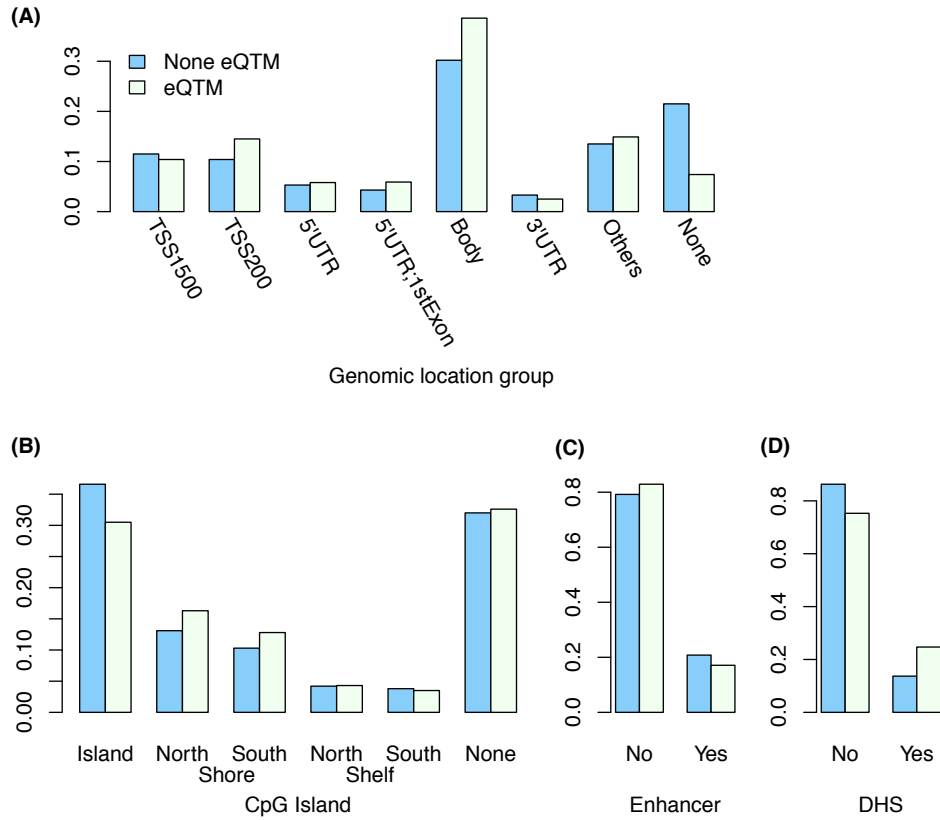 (A)
None eQTM
eQTM
0.3
0.2
0.1
0.0
TSS1500
TSS200
5'UTR
5'UTR;1stExon
Body
3'UTR
Others
None
Genomic location group
(B)
0.30
0.20
0.10
0.00
Island
North
South
North
South
None
Shore
Shelf
CpG Island
(C)
0.8
0.6
0.4
0.2
0.0
No
Yes
Enhancer
(D)
0.8
0.6
0.4
0.2
0.0
No
Yes
DHS